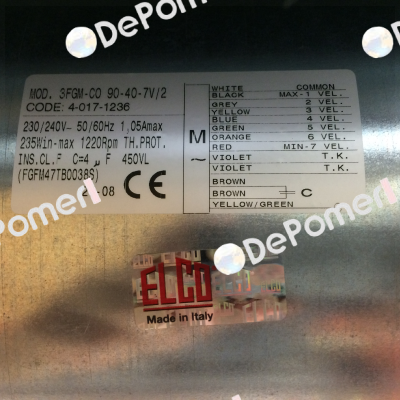 DePomer
MOD. 3FGM-CO 90-40-7V/2
CODE: 4-017-1236
230/240V- 50/60Hz 1,05Amax
235Win-max 1220Rpm TH.PROT.
INS.CL.F C=4 μF 450VL
(FGFM47TB0038S)
08 CE
M
~
WHITE COMMON
BLACK MAX-1 VEL.
GREY 2 VEL.
YELLOW 3 VEL.
BLUE 4 VEL.
GREEN 5 VEL.
ORANGE 6 VEL.
RED MIN-7 VEL.
VIOLET T.K.
VIOLET T.K.
BROWN
BROWN C
YELLOW/GREEN
DePomer
DePomer
ELCO
Made in Italy